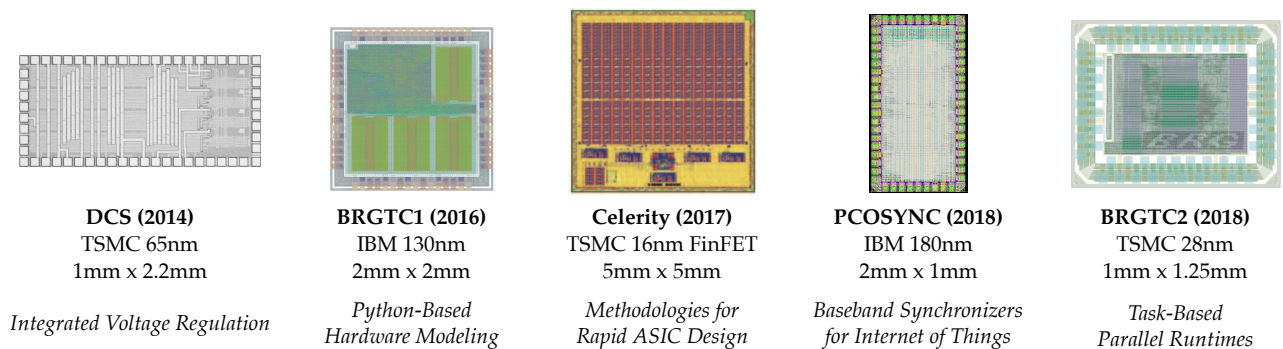 BRG
DCS (2014)
TSMC 65nm
1mm x 2.2mm
Integrated Voltage Regulation
BRGTC1 (2016)
IBM 130nm
2mm x 2mm
Python-Based
Hardware Modeling
Celerity (2017)
TSMC 16nm FinFET
5mm x 5mm
Methodologies for
Rapid ASIC Design
PCOSYNC (2018)
IBM 180nm
2mm x 1mm
Baseband Synchronizers
for Internet of Things
BRGTC2 (2018)
TSMC 28nm
1mm x 1.25mm
Task-Based
Parallel Runtimes